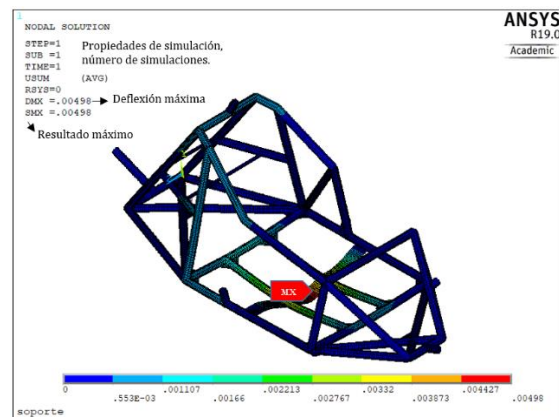 1
NODAL SOLUTION
STEP=1
SUB =1
TIME=1
USUM (AVG)
RSYS=0
DMX =.00498
SMX =.00498
Propiedades de simulación,
número de simulaciones.
Deflexión máxima
Resultado máximo
ANSYS
R19.0
Academic
MX
0 .001107 .002213 .00332 .004427
.553E-03 .00166 .002767 .003873 .00498
soporte